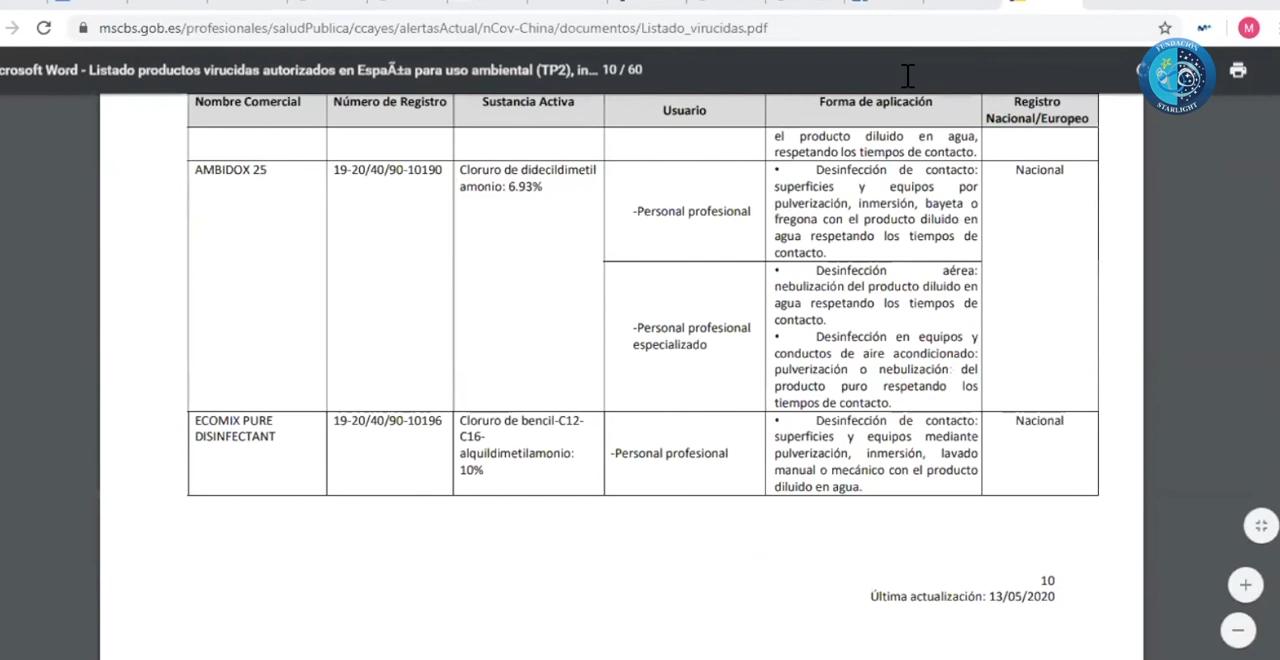 mscbs.gob.es/profesionales/saludPublica/ccayes/alertasActual/nCov-China/documentos/Listado_virucidas.pdf
M
crosoft Word - Listado productos virucidas autorizados en EspaÃ±a para uso ambiental (TP2), in... 10 / 60
FUNDACIÓN
STARLIGHT
Nombre Comercial
Número de Registro
Sustancia Activa
Usuario
Forma de aplicación
Registro
Nacional/Europeo
el producto diluido en agua,
respetando los tiempos de contacto.
AMBIDOX 25
19-20/40/90-10190
Cloruro de didecildimetil
amonio: 6.93%
-Personal profesional
• Desinfección de contacto:
superficies y equipos por
pulverización, inmersión, bayeta o
fregona con el producto diluido en
agua respetando los tiempos de
contacto.
Nacional
-Personal profesional
especializado
• Desinfección aérea:
nebulización del producto diluido en
agua respetando los tiempos de
contacto.
• Desinfección en equipos y
conductos de aire acondicionado:
pulverización o nebulización del
producto puro respetando los
tiempos de contacto.
ECOMIX PURE
DISINFECTANT
19-20/40/90-10196
Cloruro de bencil-C12-
C16-
alquildimetilamonio:
10%
-Personal profesional
• Desinfección de contacto:
superficies y equipos mediante
pulverización, inmersión, lavado
manual o mecánico con el producto
diluido en agua.
Nacional
10
Última actualización: 13/05/2020